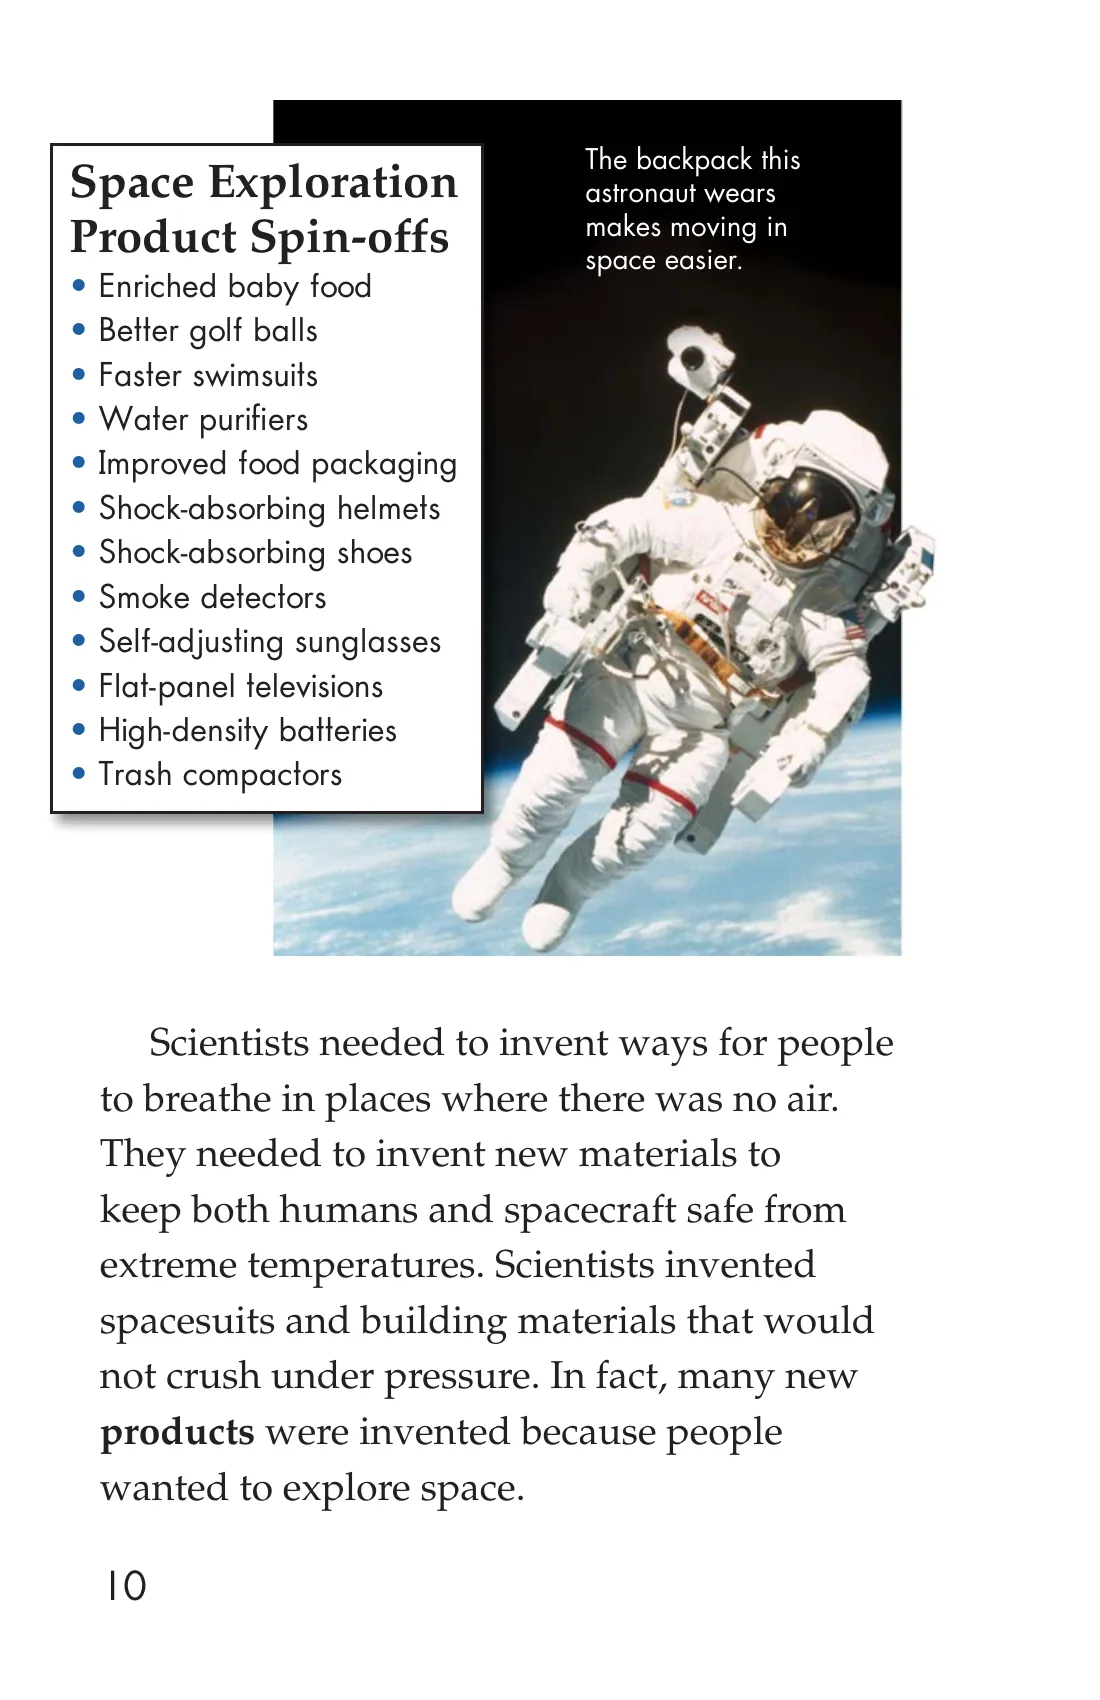 Space Exploration
Product Spin-offs
• Enriched baby food
• Better golf balls
• Faster swimsuits
• Water purifiers
• Improved food packaging
• Shock-absorbing helmets
• Shock-absorbing shoes
• Smoke detectors
• Self-adjusting sunglasses
• Flat-panel televisions
• High-density batteries
• Trash compactors
The backpack this
astronaut wears
makes moving in
space easier.
Scientists needed to invent ways for people
to breathe in places where there was no air.
They needed to invent new materials to
keep both humans and spacecraft safe from
extreme temperatures. Scientists invented
spacesuits and building materials that would
not crush under pressure. In fact, many new
products were invented because people
wanted to explore space.
10